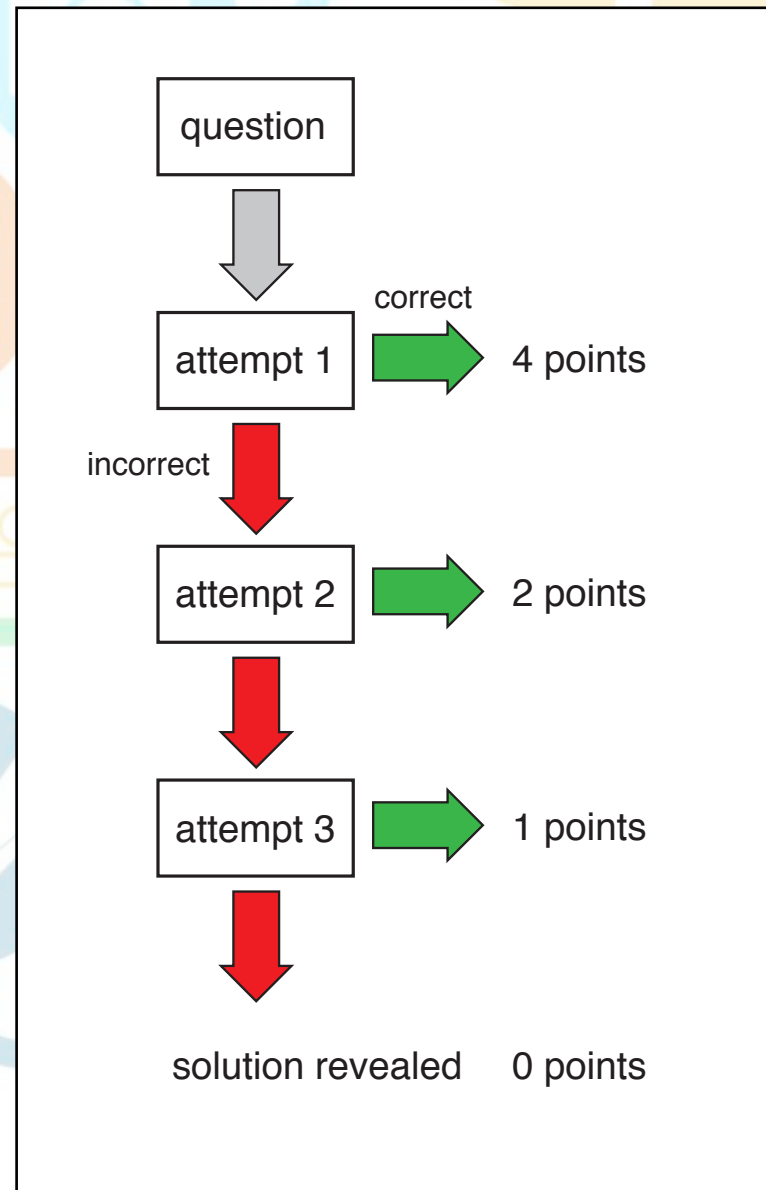 question
correct
attempt 1
4 points
incorrect
attempt 2
2 points
attempt 3
1 points
solution revealed
0 points